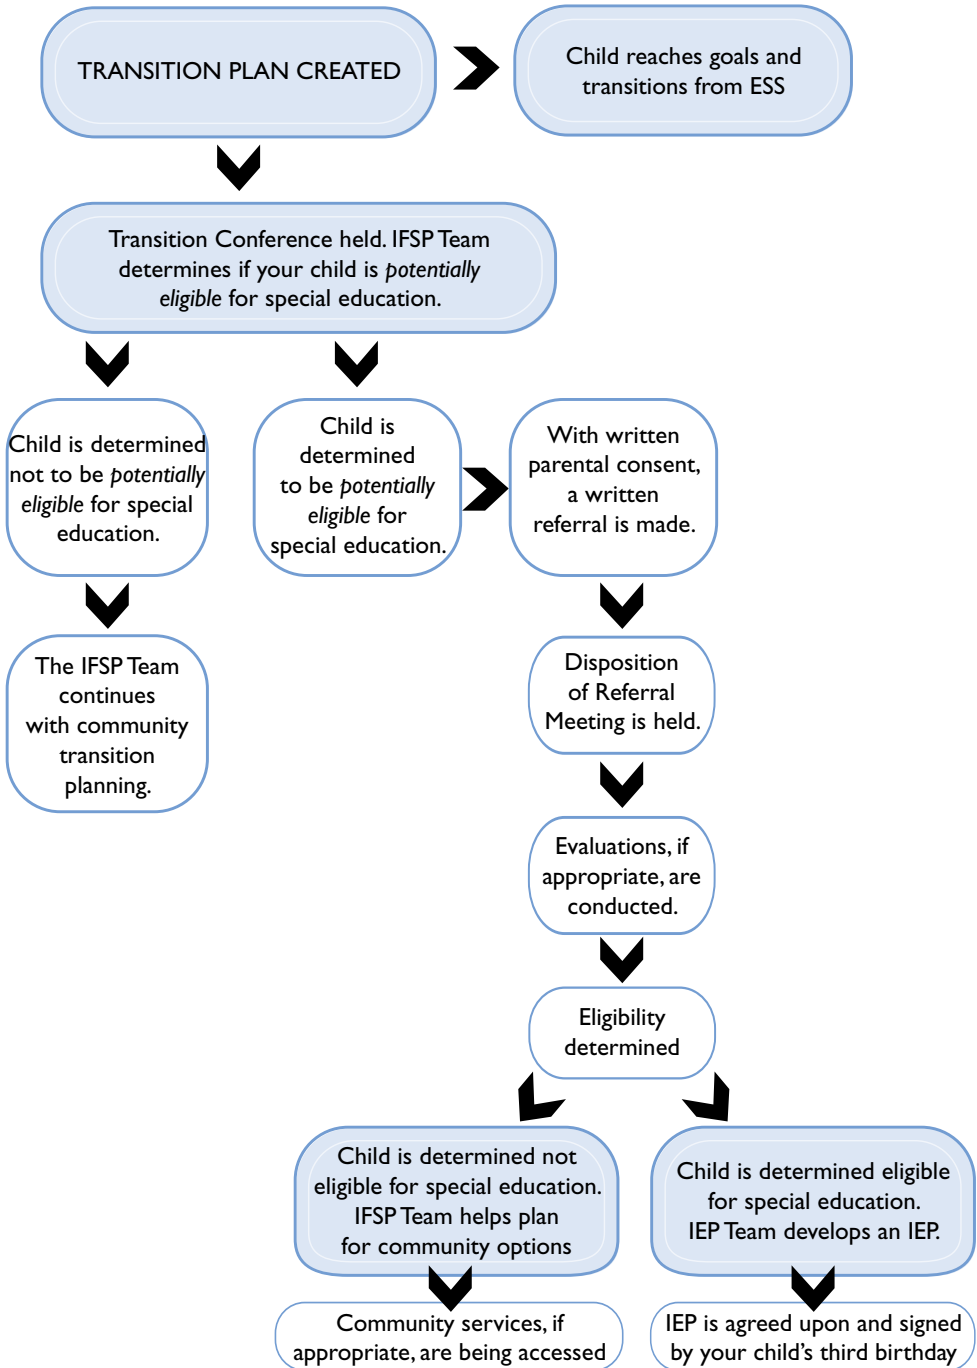 TRANSITION PLAN CREATED
Child reaches goals and
transitions from ESS
Transition Conference held. IFSP Team
determines if your child is potentially
eligible for special education.
Child is determined
not to be potentially
eligible for special
education.
Child is
determined
to be potentially
eligible for
special education.
With written
parental consent,
a written
referral is made.
The IFSP Team
continues
with community
transition
planning.
Disposition
of Referral
Meeting is held.
Evaluations, if
appropriate, are
conducted.
Eligibility
determined
Child is determined not
eligible for special education.
IFSP Team helps plan
for community options
Child is determined eligible
for special education.
IEP Team develops an IEP.
Community services, if
appropriate, are being accessed
IEP is agreed upon and signed
by your child's third birthday